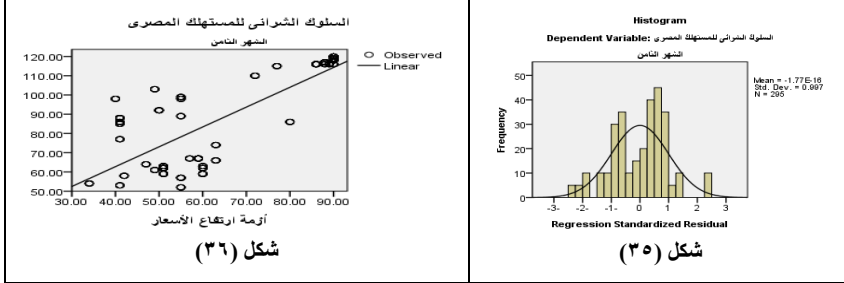 السلوك الشرائى للمستهلك المصرى
الشهر الثامن
120.00
110.00
100.00
90.00
80.00
70.00
60.00
50.00
Observed
Linear
30.00 40.00 50.00 60.00 70.00 80.00 90.00
أزمة ارتفاع الأسعار
شكل (٣٦)
Histogram
Dependent Variable: السلوك الشرائى للمستهلك المصرى
الشهر الثامن
50
40
30
20
10
0
Frequency
Mean = -1.77E-16
Std. Dev. = 0.997
N = 295
-3- -2- -1- 0 1 2 3
Regression Standardized Residual
شكل (٣٥)